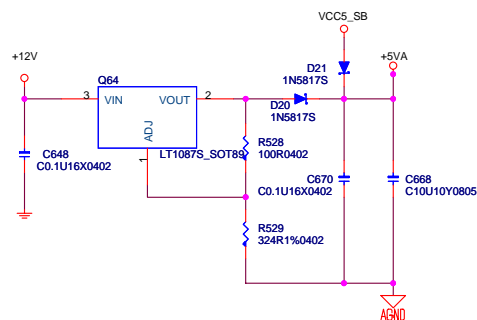 VCC5_SB
+12V
+5VA
D21
1N5817S
Q64
3
VIN
VOUT
2
D20
1N5817S
ADJ
LT1087S_SOT89
1
R528
100R0402
C648
C0.1U16X0402
C670
C0.1U16X0402
C668
C10U10Y0805
R529
324R1%0402
AGND